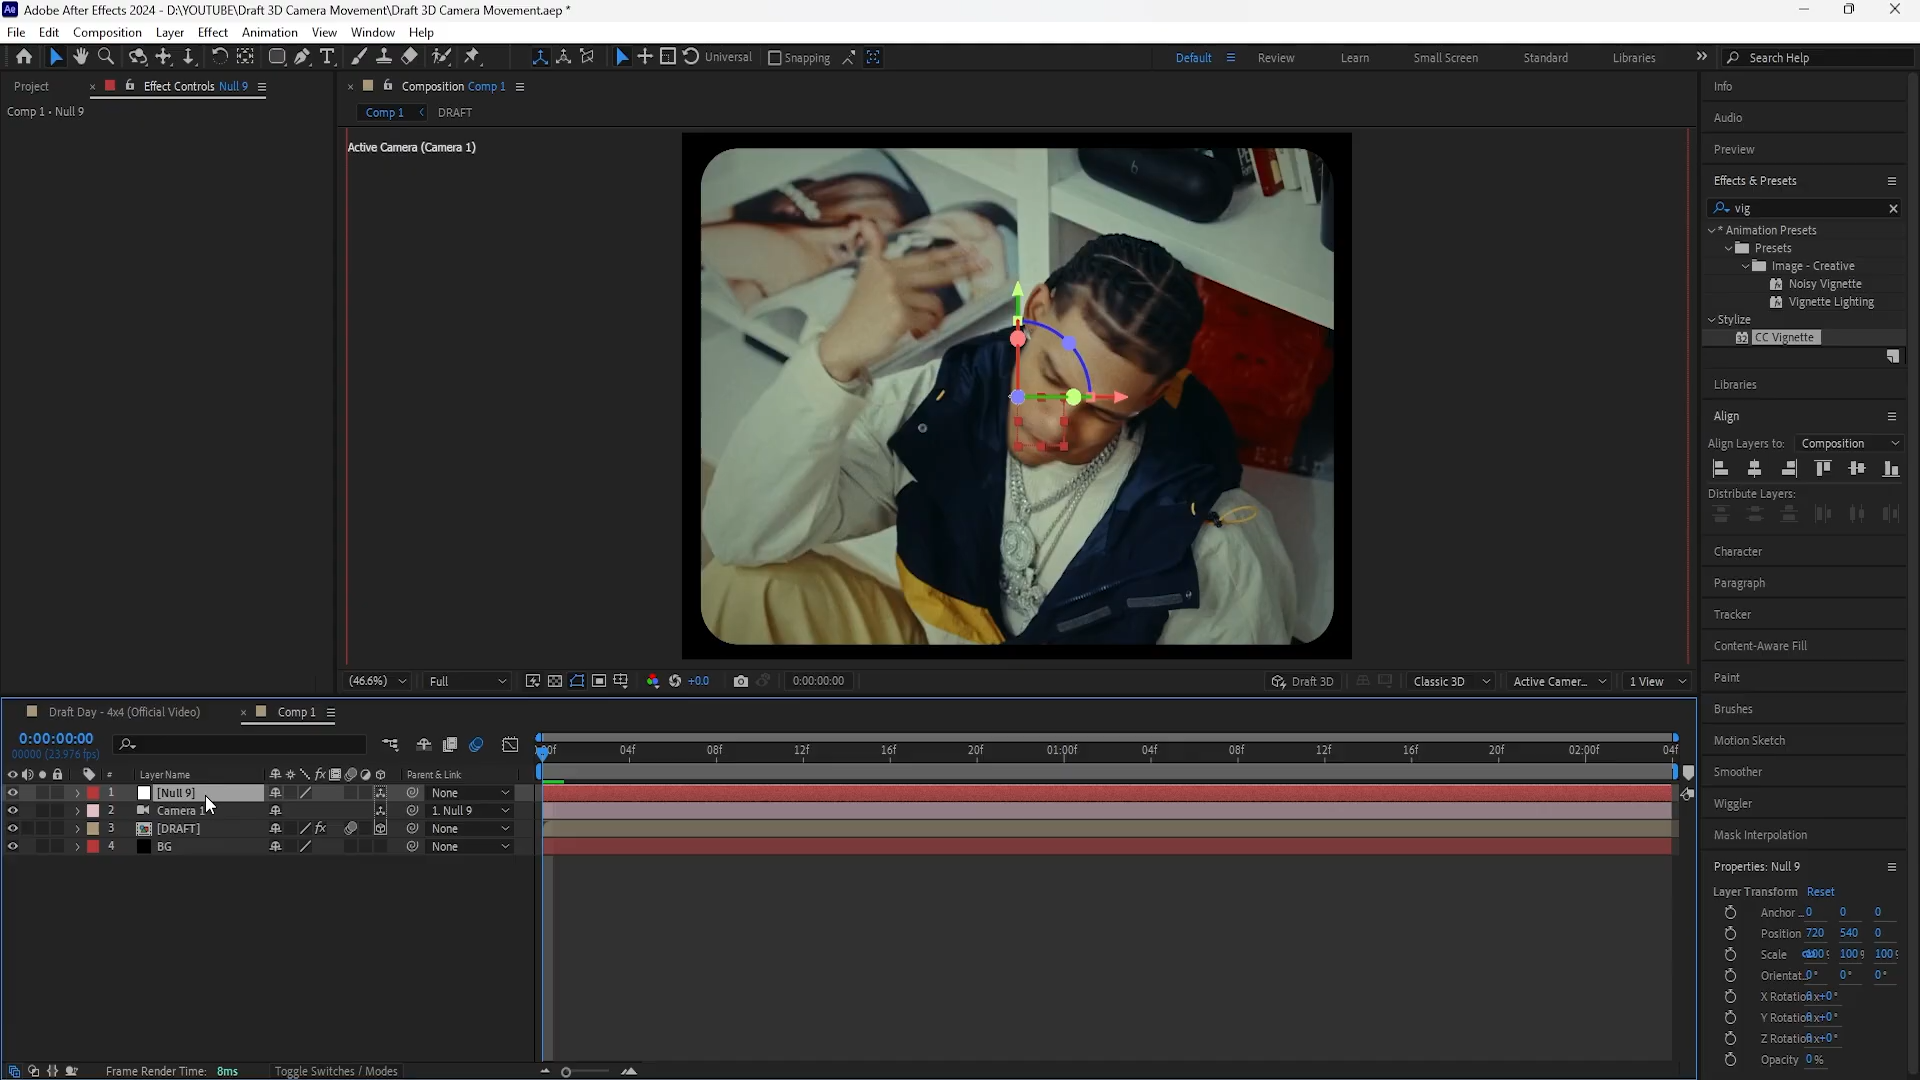 Adobe After Effects 2024 - D:\YOUTUBE\Draft 3D Camera Movement\Draft 3D Camera Movement.aep *
File Edit Composition Layer Effect Animation View Window Help
Universal Snapping Default Review Learn Small Screen Standard Libraries Search Help
Project Effect Controls Null 9
Comp 1 • Null 9
Composition Comp 1
Comp 1 DRAFT
Active Camera (Camera 1)
(46.6%) Full +0.0 0:00:00:00 Draft 3D Classic 3D Active Camer... 1 View
Info
Audio
Preview
Effects & Presets
vig
* Animation Presets
Presets
Image - Creative
Noisy Vignette
Vignette Lighting
Stylize
CC Vignette
Libraries
Align
Align Layers to: Composition
Distribute Layers:
Character
Paragraph
Tracker
Content-Aware Fill
Paint
Brushes
Motion Sketch
Smoother
Wiggler
Mask Interpolation
Properties: Null 9
Layer Transform Reset
Anchor ... 0 0 0
Position 720 540 0
Scale 100 100 100
Orientat... 0° 0° 0°
X Rotation 0x+0°
Y Rotation 0x+0°
Z Rotation 0x+0°
Opacity 0%
Draft Day - 4x4 (Official Video) Comp 1
0:00:00:00
00000 (23.976 fps)
04f 08f 12f 16f 20f 01:00f 04f 08f 12f 16f 20f 02:00f 04f
# Layer Name Parent & Link
1 [Null 9] None
2 Camera 1 1. Null 9
3 [DRAFT] None
4 BG None
Frame Render Time: 8ms Toggle Switches / Modes